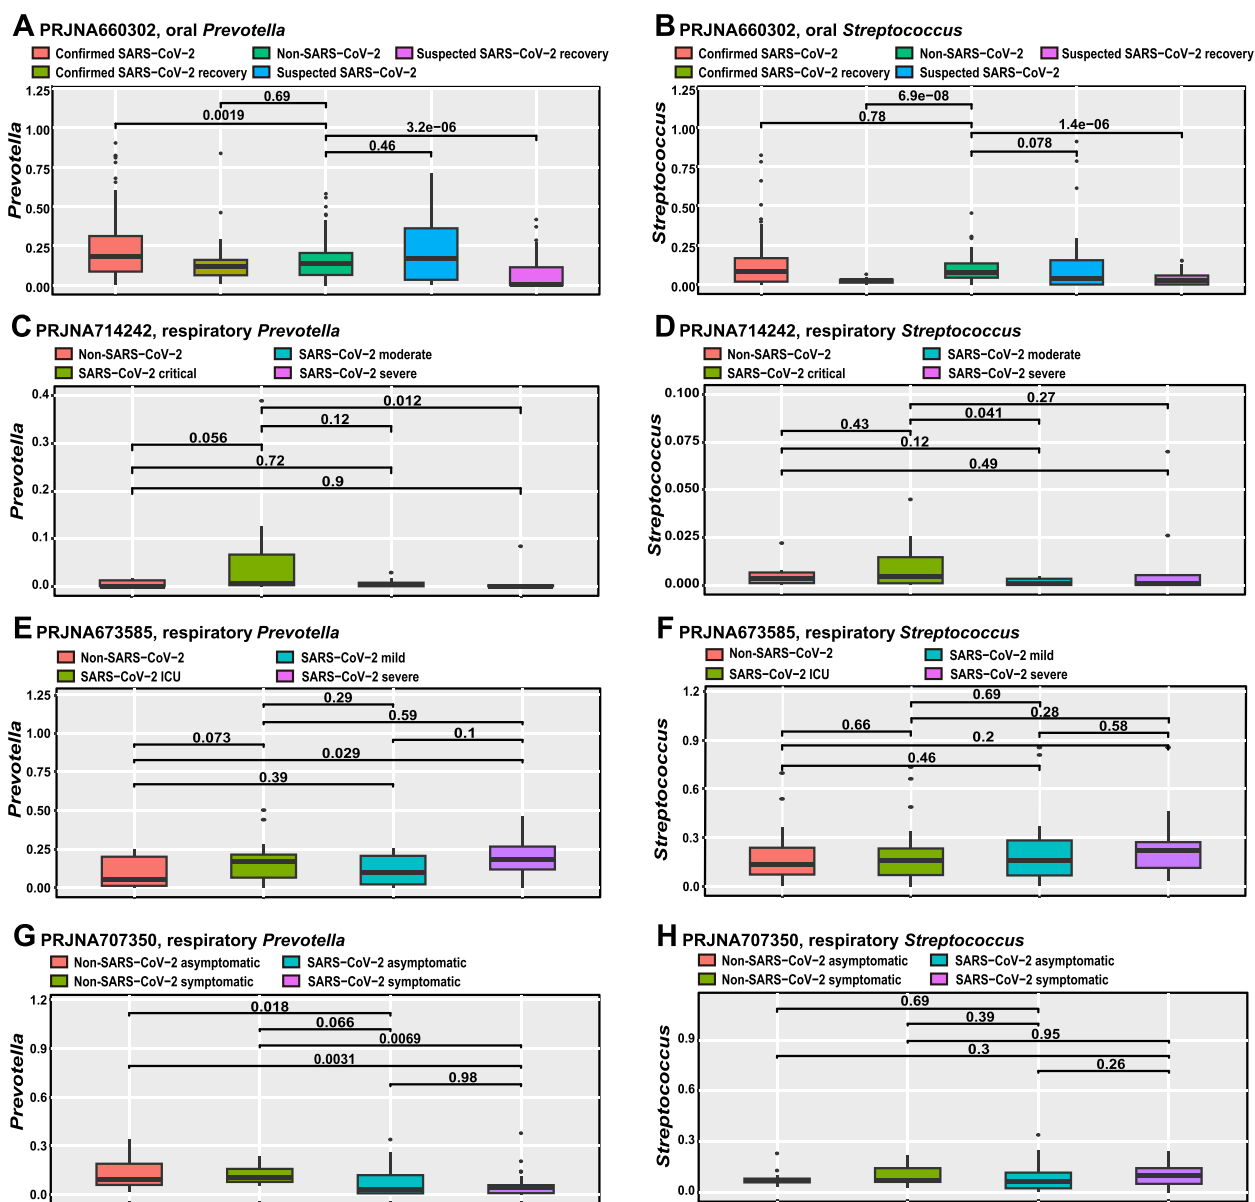 A PRJNA660302, oral Prevotella
Confirmed SARS−CoV−2
Non−SARS−CoV−2
Suspected SARS−CoV−2 recovery
Confirmed SARS−CoV−2 recovery
Suspected SARS−CoV−2
Prevotella
1.25
1.00
0.75
0.50
0.25
0.00
0.69
0.0019
3.2e−06
0.46
B PRJNA660302, oral Streptococcus
Confirmed SARS−CoV−2
Non−SARS−CoV−2
Suspected SARS−CoV−2 recovery
Confirmed SARS−CoV−2 recovery
Suspected SARS−CoV−2
Streptococcus
1.25
1.00
0.75
0.50
0.25
0.00
6.9e−08
0.78
1.4e−06
0.078
C PRJNA714242, respiratory Prevotella
Non−SARS−CoV−2
SARS−CoV−2 moderate
SARS−CoV−2 critical
SARS−CoV−2 severe
Prevotella
0.4
0.3
0.2
0.1
0.0
0.012
0.12
0.056
0.72
0.9
D PRJNA714242, respiratory Streptococcus
Non−SARS−CoV−2
SARS−CoV−2 moderate
SARS−CoV−2 critical
SARS−CoV−2 severe
Streptococcus
0.100
0.075
0.050
0.025
0.000
0.27
0.041
0.43
0.12
0.49
E PRJNA673585, respiratory Prevotella
Non−SARS−CoV−2
SARS−CoV−2 mild
SARS−CoV−2 ICU
SARS−CoV−2 severe
Prevotella
1.25
1.00
0.75
0.50
0.25
0.00
0.29
0.59
0.1
0.073
0.029
0.39
F PRJNA673585, respiratory Streptococcus
Non−SARS−CoV−2
SARS−CoV−2 mild
SARS−CoV−2 ICU
SARS−CoV−2 severe
Streptococcus
1.2
0.9
0.6
0.3
0.0
0.69
0.28
0.66
0.58
0.2
0.46
G PRJNA707350, respiratory Prevotella
Non−SARS−CoV−2 asymptomatic
SARS−CoV−2 asymptomatic
Non−SARS−CoV−2 symptomatic
SARS−CoV−2 symptomatic
Prevotella
1.2
0.9
0.6
0.3
0.0
0.018
0.066
0.0069
0.0031
0.98
H PRJNA707350, respiratory Streptococcus
Non−SARS−CoV−2 asymptomatic
SARS−CoV−2 asymptomatic
Non−SARS−CoV−2 symptomatic
SARS−CoV−2 symptomatic
Streptococcus
0.9
0.6
0.3
0.0
0.69
0.39
0.95
0.3
0.26